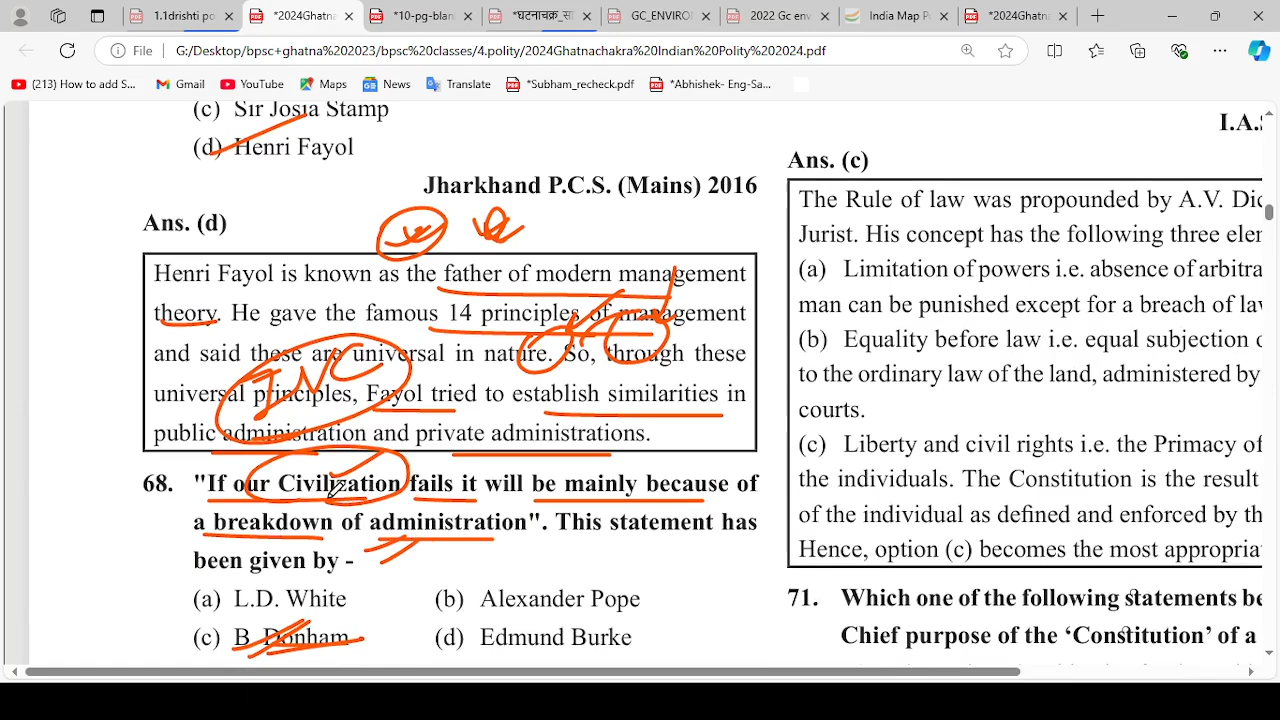 1.1drishti po
*2024Ghatna
*10-pg-blan
*घटनाचक्र_सा
GC_ENVIRON
2022 Gc env
India Map P
*2024Ghatna
File
G:/Desktop/bpsc+ghatna%202023/bpsc%20classes/4.polity/2024Ghatnachakra%20Indian%20Polity%202024.pdf
(213) How to add S...
Gmail
YouTube
Maps
News
Translate
*Subham_recheck.pdf
*Abhishek- Eng-Sa...
(c) Sir Josia Stamp
(d) Henri Fayol
Jharkhand P.C.S. (Mains) 2016
Ans. (d)
Henri Fayol is known as the father of modern management
theory. He gave the famous 14 principles of management
and said these are universal in nature. So, through these
INC
universal principles, Fayol tried to establish similarities in
public administration and private administrations.
68. "If our Civilization fails it will be mainly because of
a breakdown of administration". This statement has
been given by -
(a) L.D. White (b) Alexander Pope
(c) B. Donham (d) Edmund Burke
I.A.S
Ans. (c)
The Rule of law was propounded by A.V. Dic
Jurist. His concept has the following three eler
(a) Limitation of powers i.e. absence of arbitra
man can be punished except for a breach of lav
(b) Equality before law i.e. equal subjection o
to the ordinary law of the land, administered by
courts.
(c) Liberty and civil rights i.e. the Primacy of
the individuals. The Constitution is the result
of the individual as defined and enforced by th
Hence, option (c) becomes the most appropria
71. Which one of the following statements be
Chief purpose of the ‘Constitution’ of a